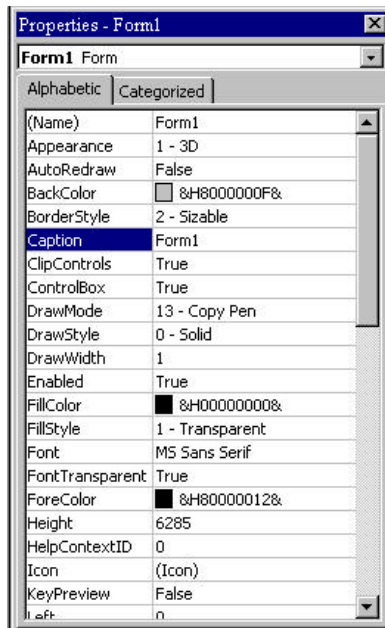 Properties - Form1
Form1 Form
Alphabetic Categorized
(Name) Form1
Appearance 1 - 3D
AutoRedraw False
BackColor &H8000000F&
BorderStyle 2 - Sizable
Caption Form1
ClipControls True
ControlBox True
DrawMode 13 - Copy Pen
DrawStyle 0 - Solid
DrawWidth 1
Enabled True
FillColor &H00000000&
FillStyle 1 - Transparent
Font MS Sans Serif
FontTransparent True
ForeColor &H80000012&
Height 6285
HelpContextID 0
Icon (Icon)
KeyPreview False
Left 0